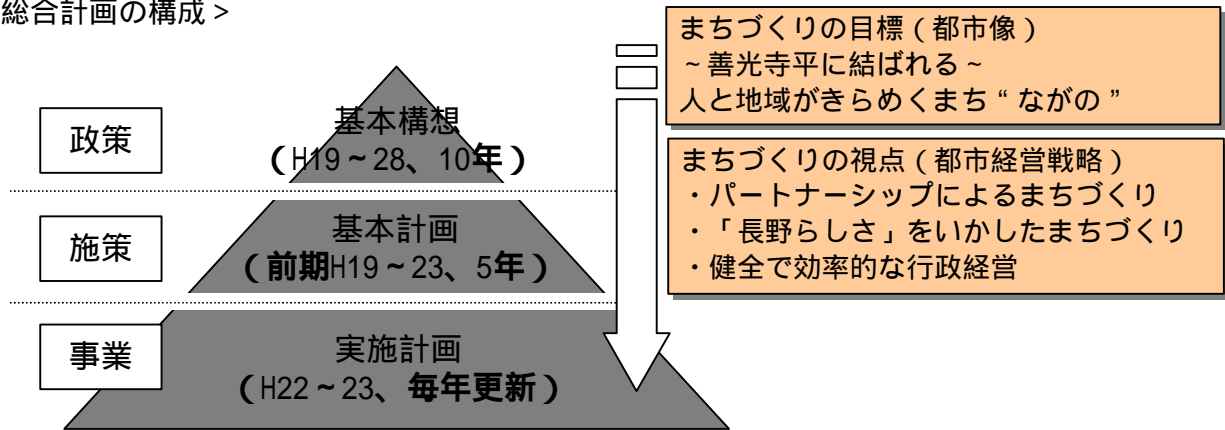 総合計画の構成>
政策
基本構想
(H19~28、10年)
施策
基本計画
(前期H19~23、5年)
事業
実施計画
(H22~23、毎年更新)
まちづくりの目標(都市像)
~善光寺平に結ばれる~
人と地域がきらめくまち“ながの”
まちづくりの視点(都市経営戦略)
・パートナーシップによるまちづくり
・「長野らしさ」をいかしたまちづくり
・健全で効率的な行政経営